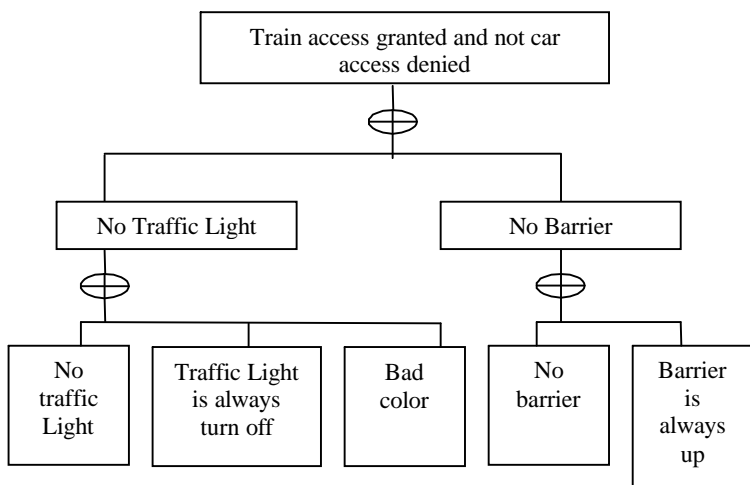 Train access granted and not car
access denied
No Traffic Light
No Barrier
No
traffic
Light
Traffic Light
is always
turn off
Bad
color
No
barrier
Barrier
is
always
up